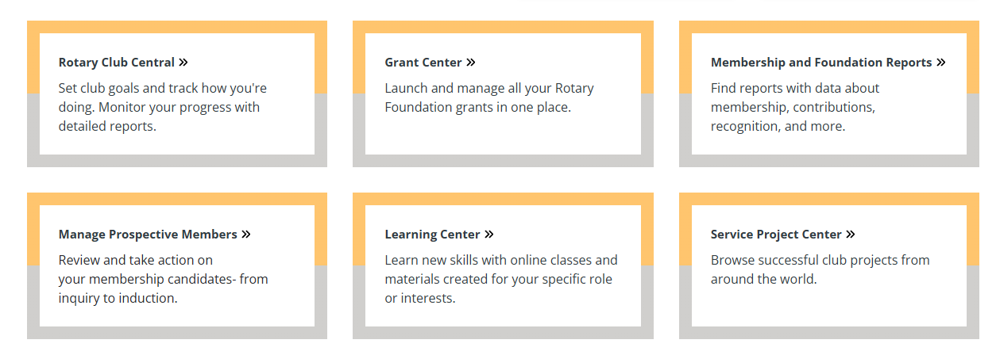 Rotary Club Central »
Set club goals and track how you're
doing. Monitor your progress with
detailed reports.
Grant Center »
Launch and manage all your Rotary
Foundation grants in one place.
Membership and Foundation Reports »
Find reports with data about
membership, contributions,
recognition, and more.
Manage Prospective Members »
Review and take action on
your membership candidates- from
inquiry to induction.
Learning Center »
Learn new skills with online classes and
materials created for your specific role
or interests.
Service Project Center »
Browse successful club projects from
around the world.